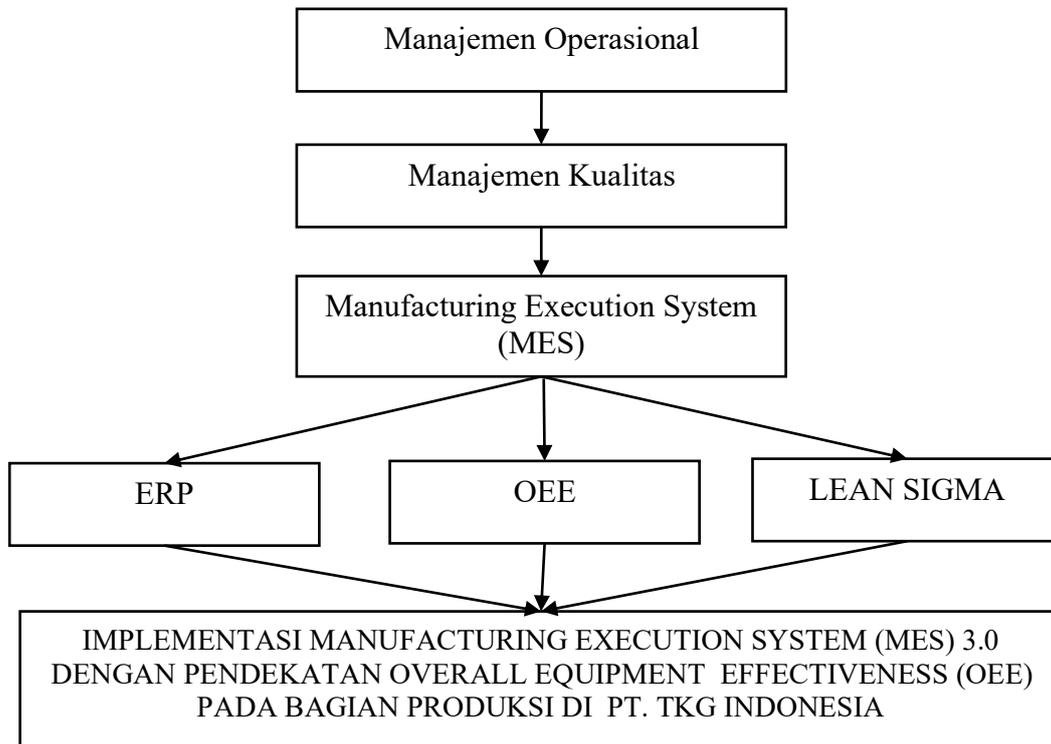 Manajemen Operasional
Manajemen Kualitas
Manufacturing Execution System
(MES)
ERP
OEE
LEAN SIGMA
IMPLEMENTASI MANUFACTURING EXECUTION SYSTEM (MES) 3.0
DENGAN PENDEKATAN OVERALL EQUIPMENT EFFECTIVENESS (OEE)
PADA BAGIAN PRODUKSI DI PT. TKG INDONESIA